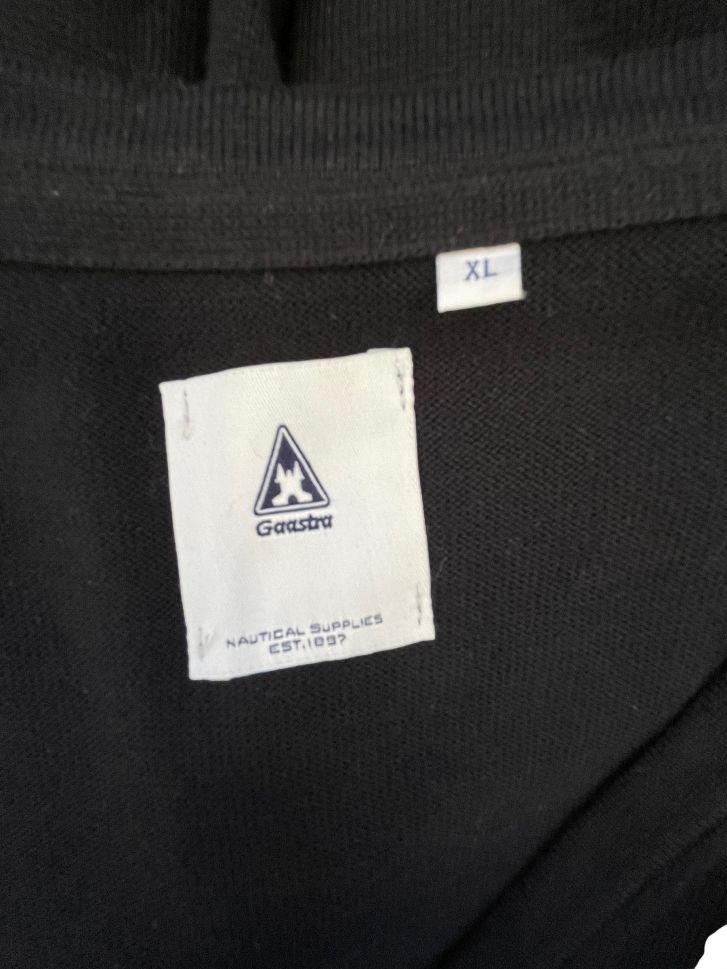 XL
Gaastra
NAUTICAL SUPPLIES
EST.1897